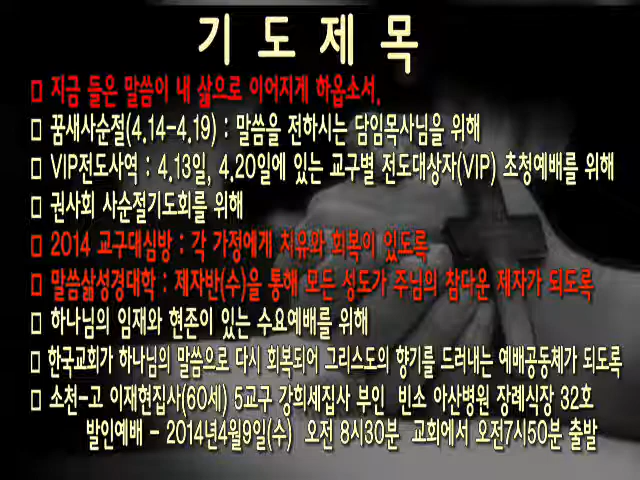 기 도 제 목
□ 지금 들은 말씀이 내 삶으로 이어지게 하옵소서.
□ 꿈새사순절(4.14-4.19) : 말씀을 전하시는 담임목사님을 위해
□ VIP전도사역 : 4.13일, 4.20일에 있는 교구별 전도대상자(VIP) 초청예배를 위해
□ 권사회 사순절기도회를 위해
□ 2014 교구대심방 : 각 가정에게 치유와 회복이 있도록
□ 말씀삶성경대학 : 제자반(수)을 통해 모든 성도가 주님의 참다운 제자가 되도록
□ 하나님의 임재와 현존이 있는 수요예배를 위해
□ 한국교회가 하나님의 말씀으로 다시 회복되어 그리스도의 향기를 드러내는 예배공동체가 되도록
□ 소천-고 이재현집사(60세) 5교구 강희세집사 부인 빈소 아산병원 장례식장 32호
발인예배 - 2014년4월9일(수) 오전 8시30분 교회에서 오전7시50분 출발